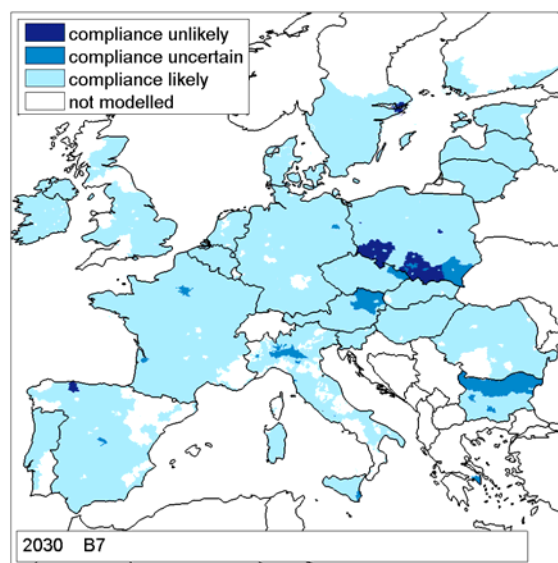 compliance unlikely
compliance uncertain
compliance likely
not modelled
2030 B7